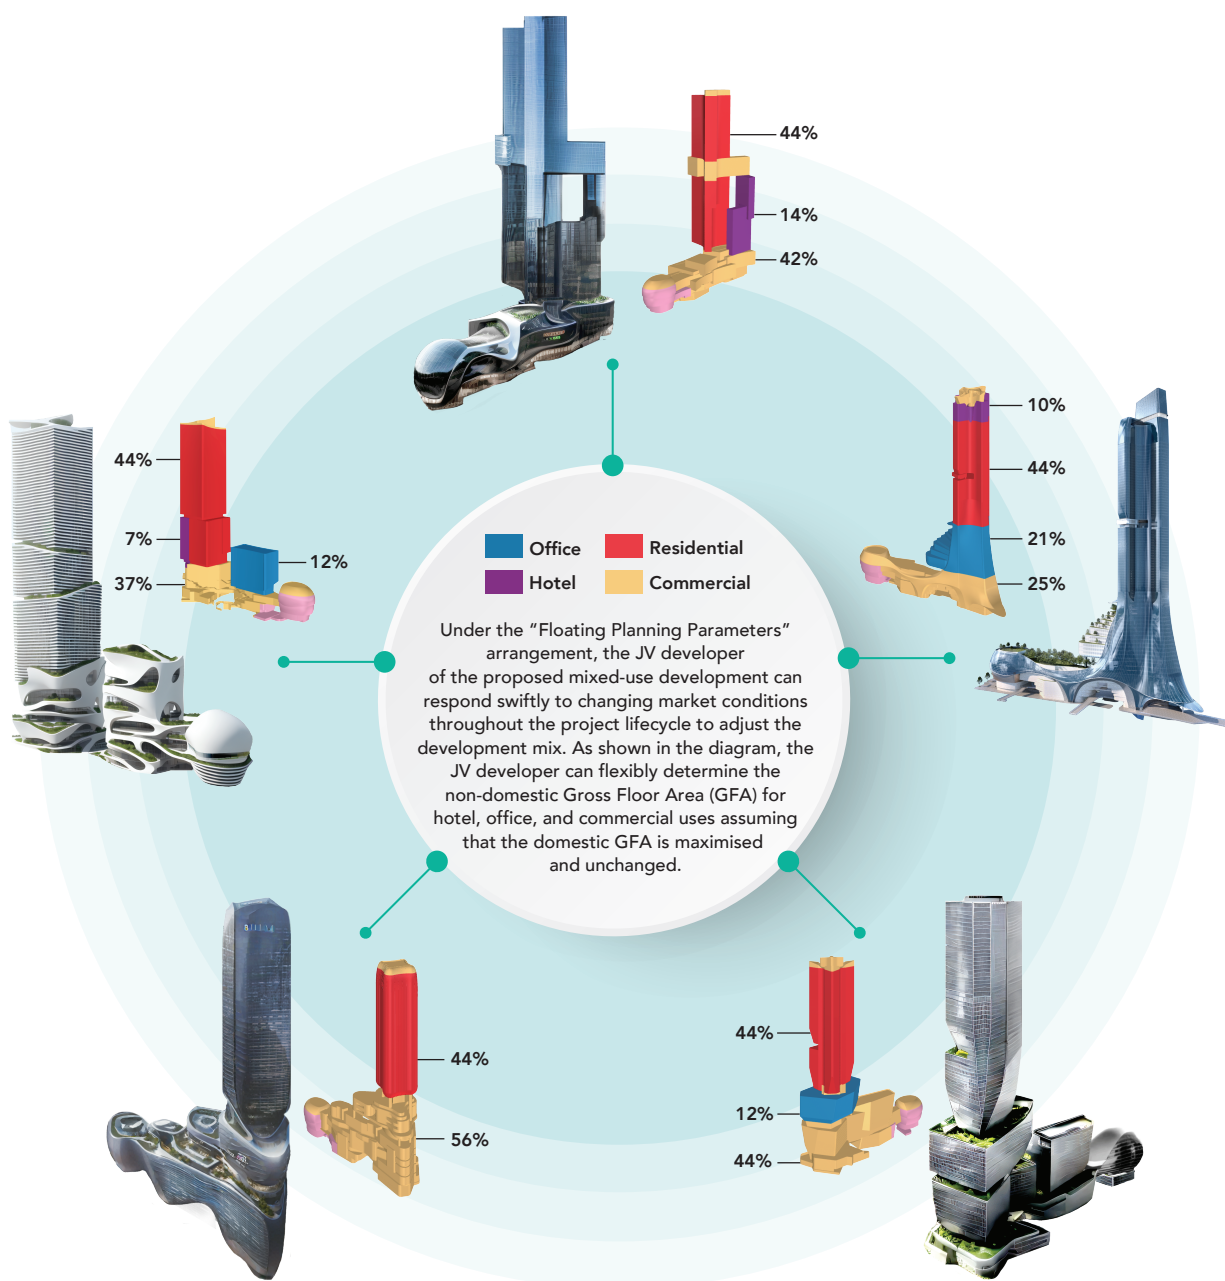 44%
14%
42%
10%
44%
21%
25%
44%
7%
37%
12%
Office
Residential
Hotel
Commercial
Under the “Floating Planning Parameters”
arrangement, the JV developer
of the proposed mixed-use development can
respond swiftly to changing market conditions
throughout the project lifecycle to adjust the
development mix. As shown in the diagram, the
JV developer can flexibly determine the
non-domestic Gross Floor Area (GFA) for
hotel, office, and commercial uses assuming
that the domestic GFA is maximised
and unchanged.
44%
56%
44%
12%
44%